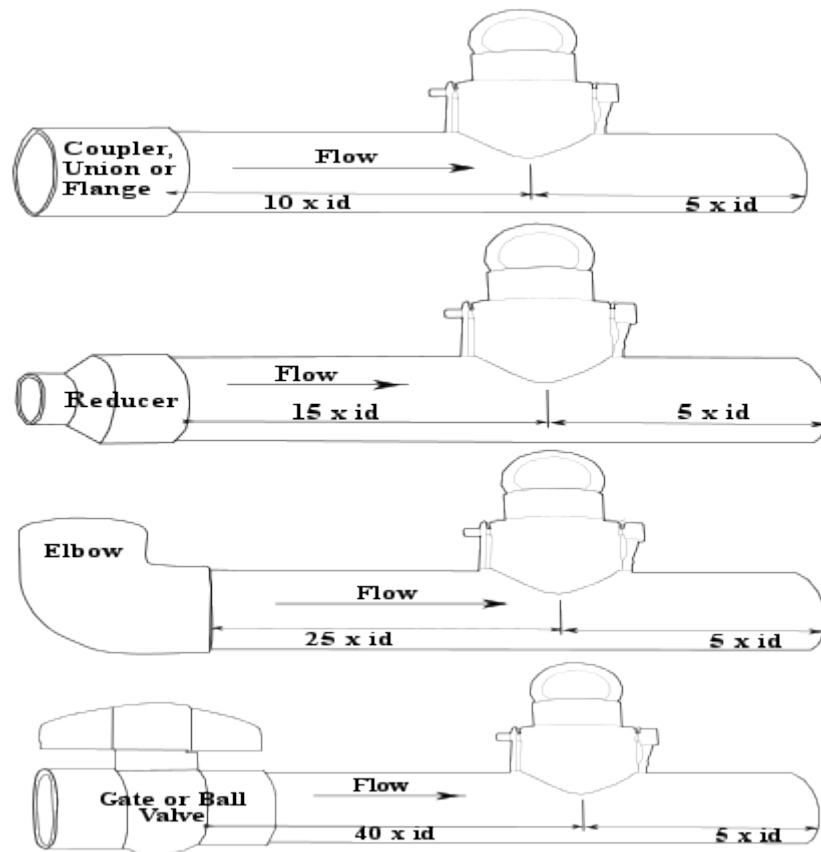 Coupler,
Union or
Flange
Flow
10 x id
5 x id
Reducer
Flow
15 x id
5 x id
Elbow
Flow
25 x id
5 x id
Gate or Ball
Valve
Flow
40 x id
5 x id